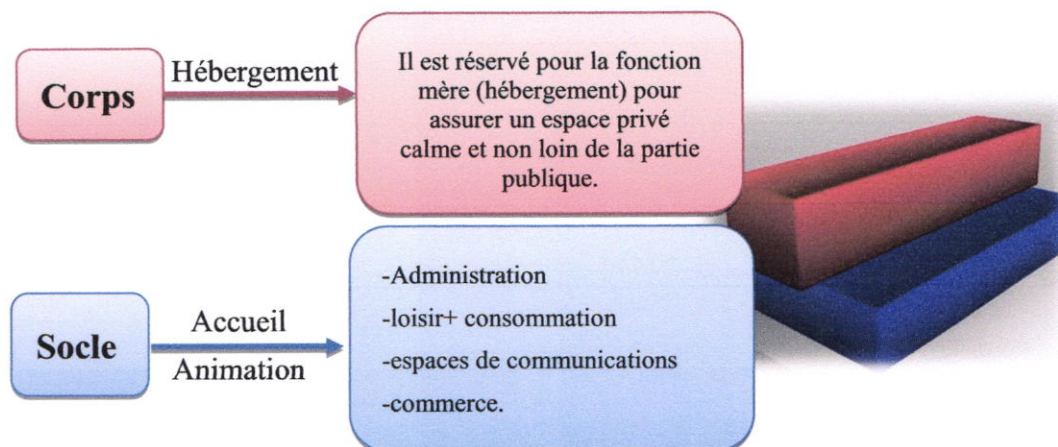 Corps
Hébergement
Il est réservé pour la fonction
mère (hébergement) pour
assurer un espace privé
calme et non loin de la partie
publique.
Socle
Accueil
Animation
-Administration
-loisir+ consommation
-espaces de communications
-commerce.